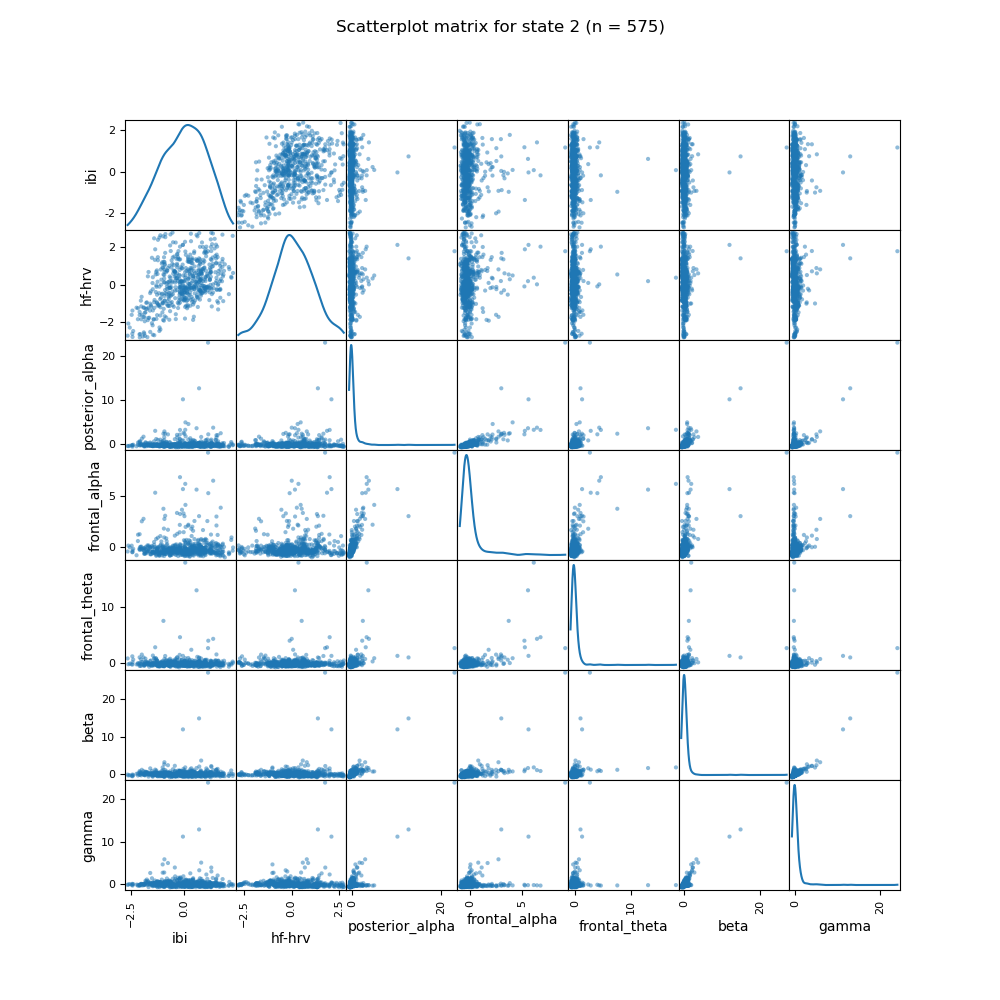 Scatterplot matrix for state 2 (n = 575)
ibi
2
0
-2
hf-hrv
2
0
−2
posterior_alpha
20
10
0
frontal_alpha
5
0
frontal_theta
10
0
beta
20
10
0
gamma
20
10
0
−2.5 0.0 −2.5 0.0 2.5 0 20 0 5 0 10 0 20 0 20
ibi hf-hrv posterior_alpha frontal_alpha frontal_theta beta gamma